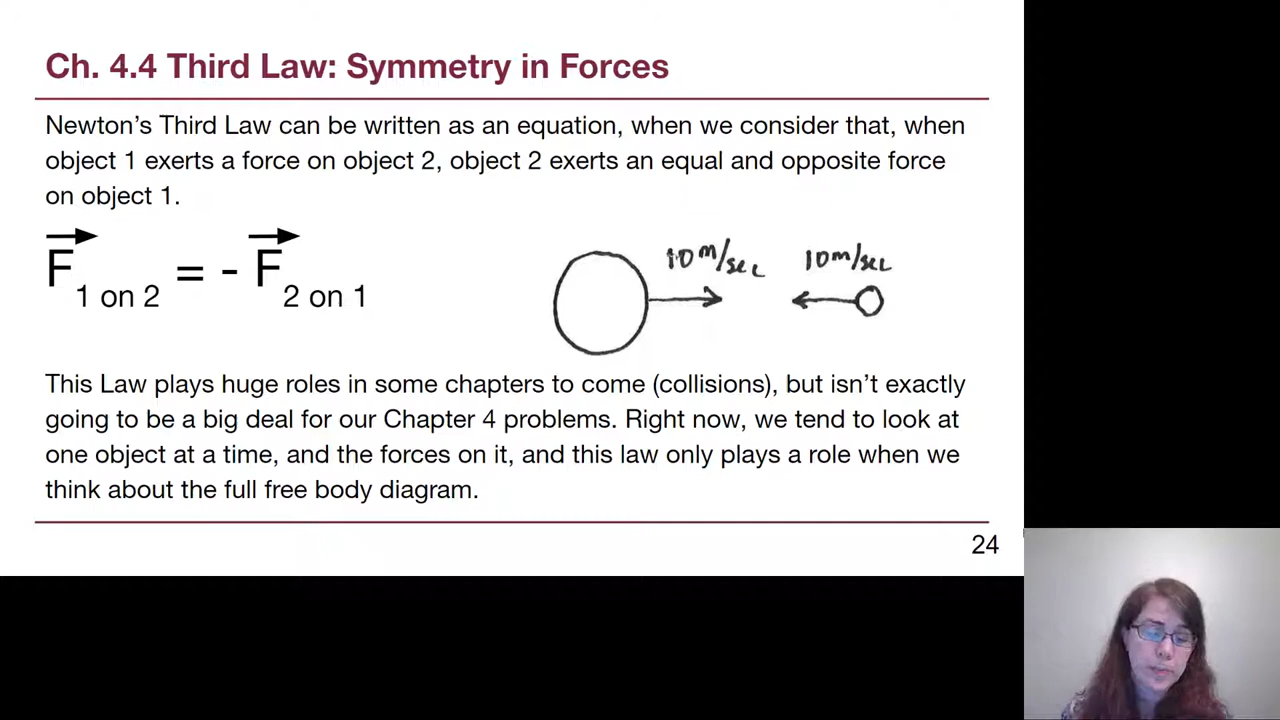 Ch. 4.4 Third Law: Symmetry in Forces
Newton's Third Law can be written as an equation, when we consider that, when
object 1 exerts a force on object 2, object 2 exerts an equal and opposite force
on object 1.
F 1 on 2 = - F 2 on 1
10m/sec 10m/sec
This Law plays huge roles in some chapters to come (collisions), but isn't exactly
going to be a big deal for our Chapter 4 problems. Right now, we tend to look at
one object at a time, and the forces on it, and this law only plays a role when we
think about the full free body diagram.
24